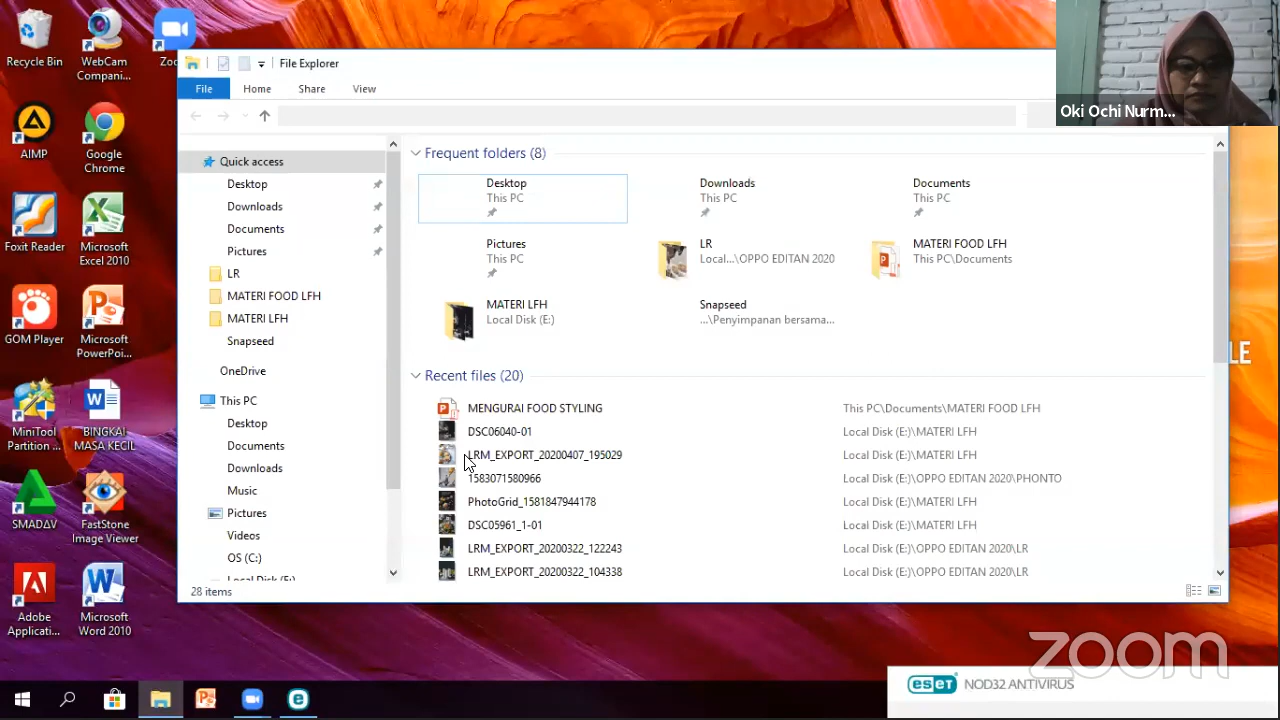 Recycle Bin
WebCam
Compani...
Zoo
AIMP
Google
Chrome
Foxit Reader
Microsoft
Excel 2010
GOM Player
Microsoft
PowerPoi...
MiniTool
Partition ...
BINGKAI
MASA KECIL
SMADΔV
FastStone
Image Viewer
Adobe
Applicati...
Microsoft
Word 2010
File Explorer
File
Home
Share
View
Quick access
Desktop
Downloads
Documents
Pictures
LR
MATERI FOOD LFH
MATERI LFH
Snapseed
OneDrive
This PC
Desktop
Documents
Downloads
Music
Pictures
Videos
OS (C:)
Local Disk (E:)
Frequent folders (8)
Desktop
This PC
Downloads
This PC
Documents
This PC
Pictures
This PC
LR
Local...\OPPO EDITAN 2020
MATERI FOOD LFH
This PC\Documents
MATERI LFH
Local Disk (E:)
Snapseed
...\Penyimpanan bersama...
Recent files (20)
MENGURAI FOOD STYLING This PC\Documents\MATERI FOOD LFH
DSC06040-01 Local Disk (E:)\MATERI LFH
LRM_EXPORT_20200407_195029 Local Disk (E:)\MATERI LFH
1583071580966 Local Disk (E:)\OPPO EDITAN 2020\PHONTO
PhotoGrid_1581847944178 Local Disk (E:)\MATERI LFH
DSC05961_1-01 Local Disk (E:)\MATERI LFH
LRM_EXPORT_20200322_122243 Local Disk (E:)\OPPO EDITAN 2020\LR
LRM_EXPORT_20200322_104338 Local Disk (E:)\OPPO EDITAN 2020\LR
28 items
Oki Ochi Nurm...
LE
zoom
eset NOD32 ANTIVIRUS